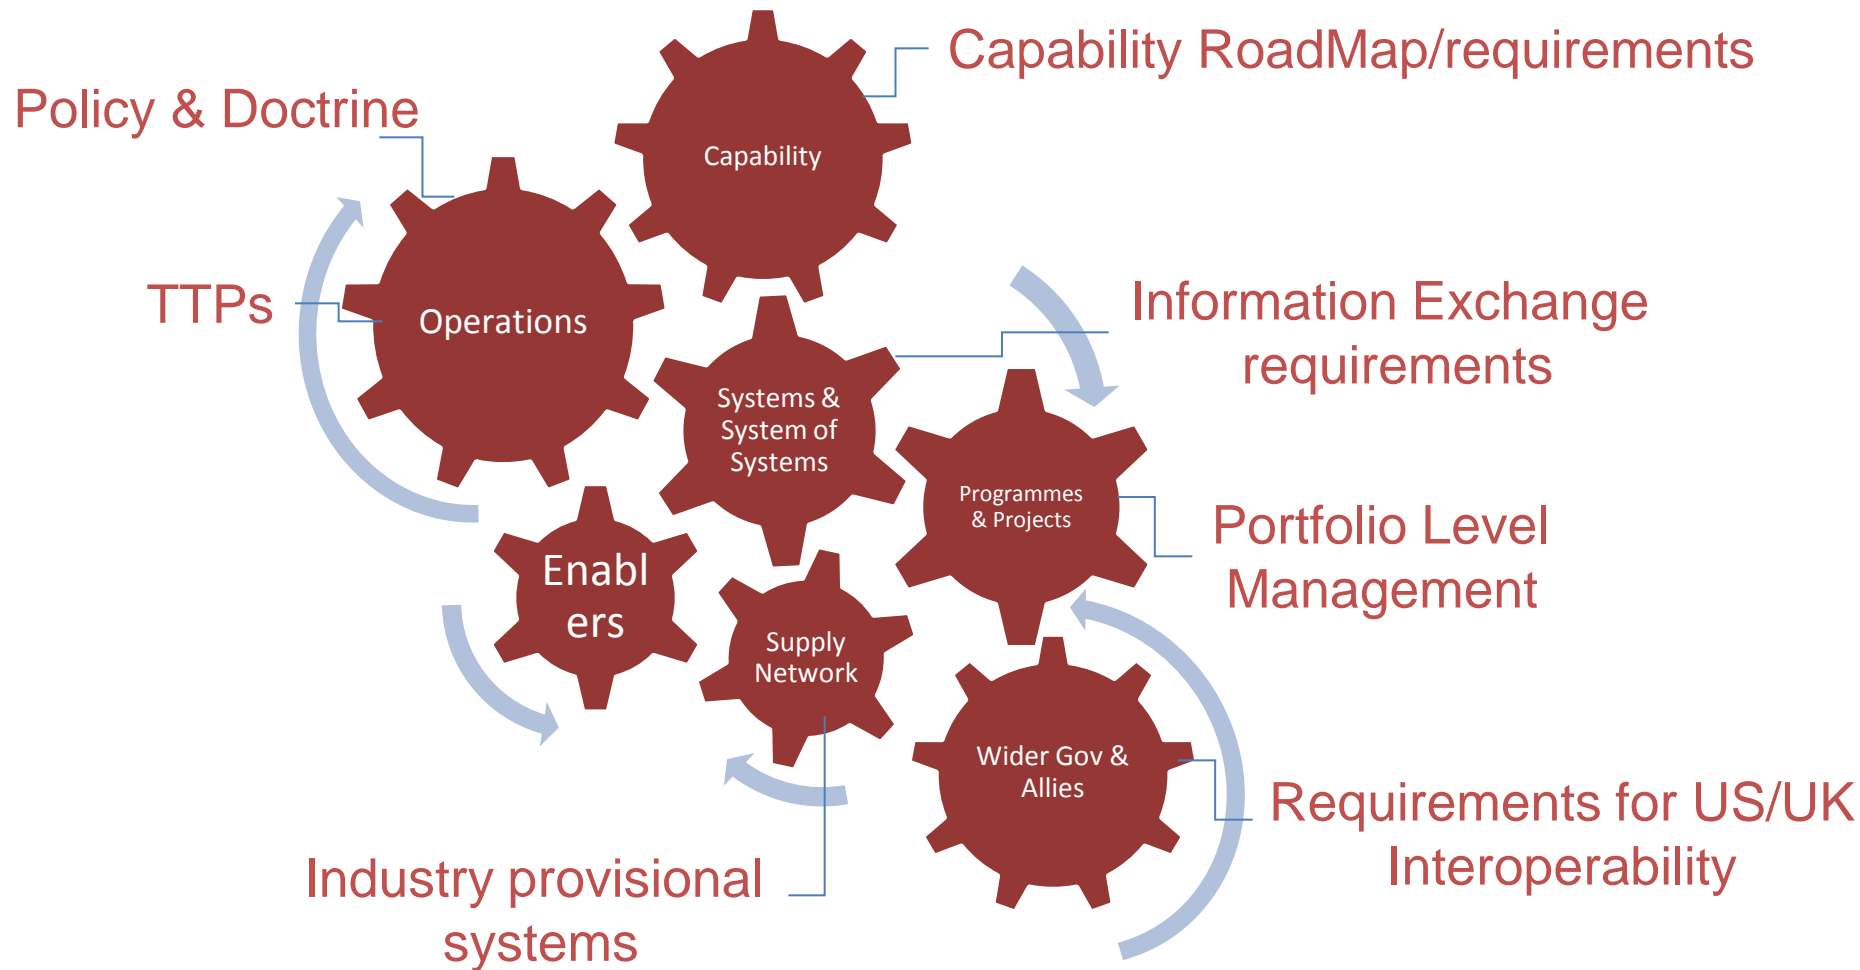 Capability RoadMap/requirements
Policy & Doctrine
Capability
TTPs
Operations
Information Exchange
requirements
Systems &
System of
Systems
Programmes
& Projects
Portfolio Level
Management
Enabl
ers
Supply
Network
Wider Gov &
Allies
Requirements for US/UK
Interoperability
Industry provisional
systems